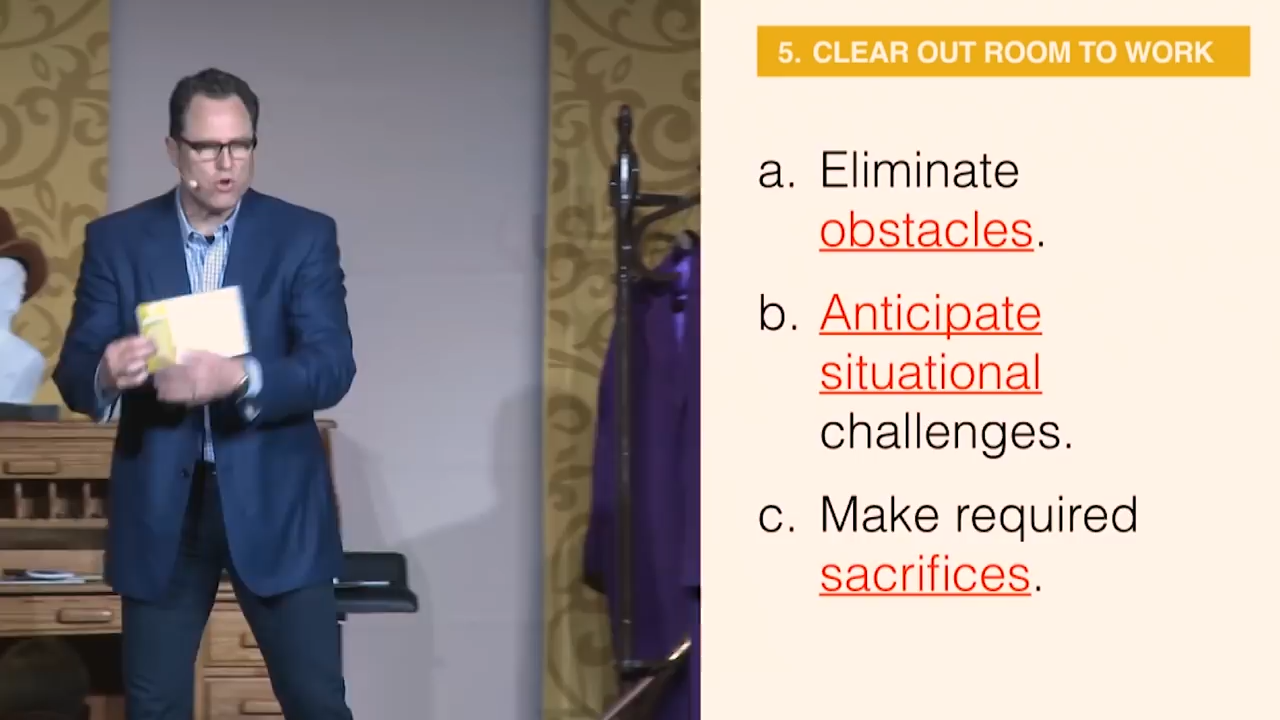 5. CLEAR OUT ROOM TO WORK
a. Eliminate
obstacles.
b. Anticipate
situational
challenges.
c. Make required
sacrifices.